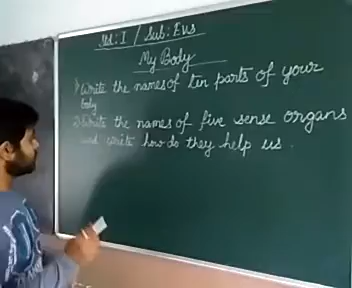 Std: I / Sub: Evs
My Body
1) Write the names of ten parts of your
body
2) Write the names of five sense organs
and write how do they help us.